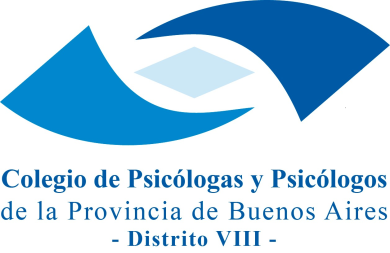 Colegio de Psicólogas y Psicólogos
de la Provincia de Buenos Aires
- Distrito VIII -